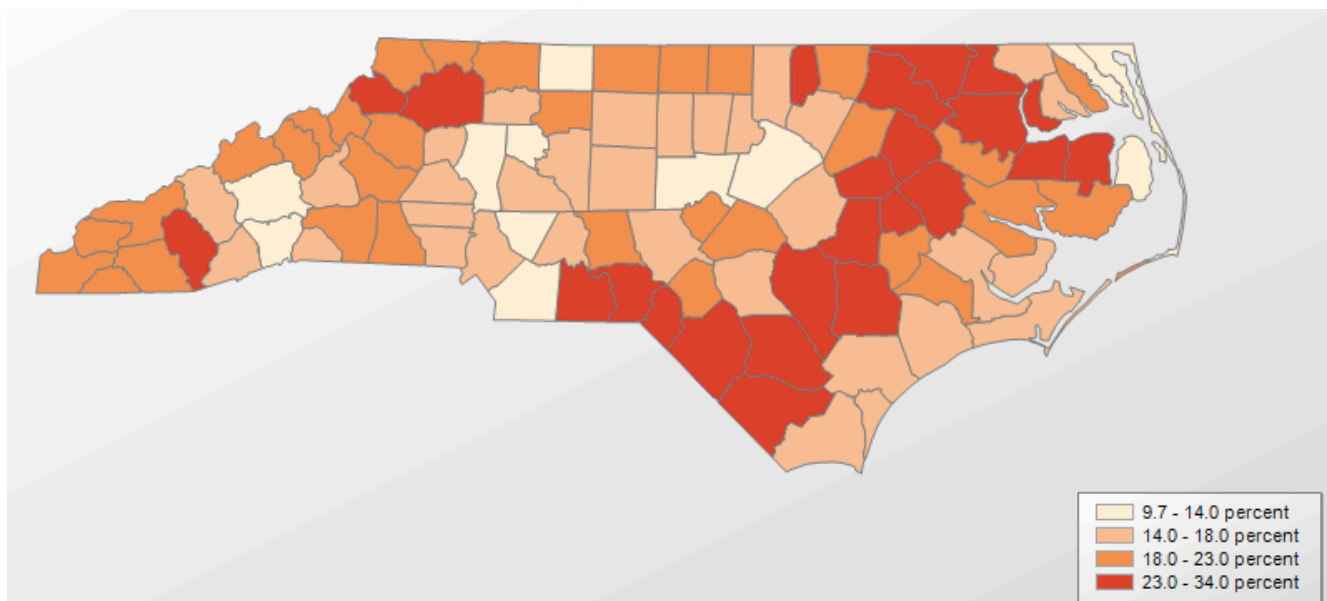 9.7 - 14.0 percent
14.0 - 18.0 percent
18.0 - 23.0 percent
23.0 - 34.0 percent